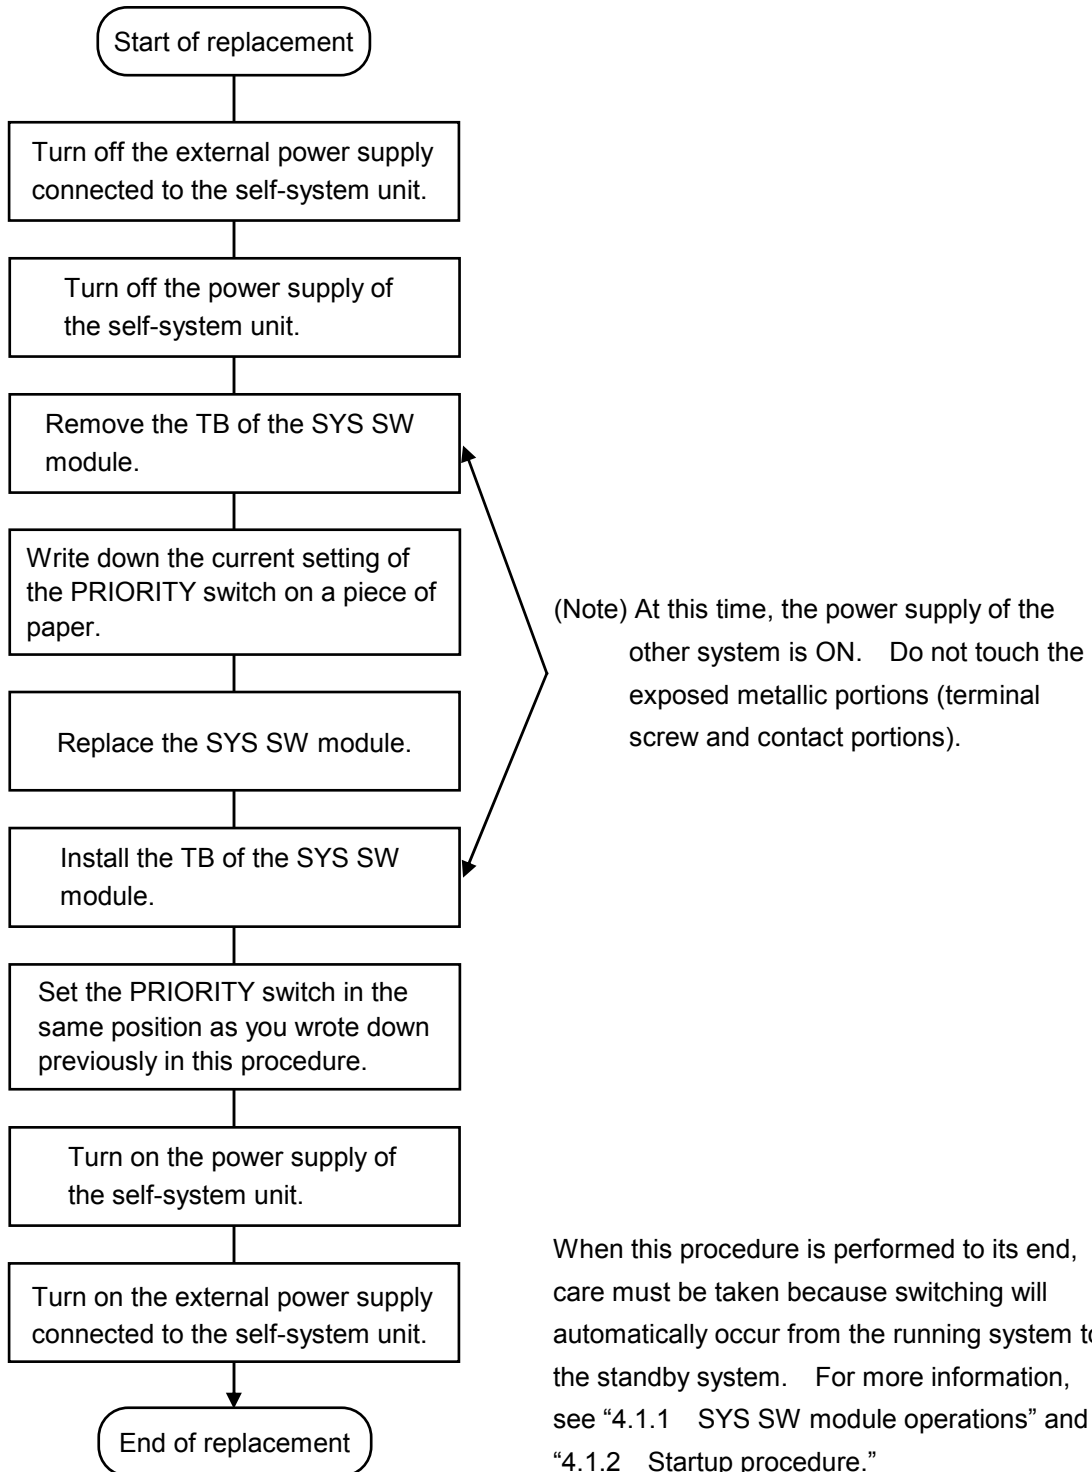 Start of replacement
Turn off the external power supply
connected to the self-system unit.
Turn off the power supply of
the self-system unit.
Remove the TB of the SYS SW
module.
Write down the current setting of
the PRIORITY switch on a piece of
paper.
(Note) At this time, the power supply of the
other system is ON. Do not touch the
exposed metallic portions (terminal
screw and contact portions).
Replace the SYS SW module.
Install the TB of the SYS SW
module.
Set the PRIORITY switch in the
same position as you wrote down
previously in this procedure.
Turn on the power supply of
the self-system unit.
Turn on the external power supply
connected to the self-system unit.
End of replacement
When this procedure is performed to its end,
care must be taken because switching will
automatically occur from the running system to
the standby system. For more information,
see “4.1.1 SYS SW module operations” and
“4.1.2 Startup procedure.”